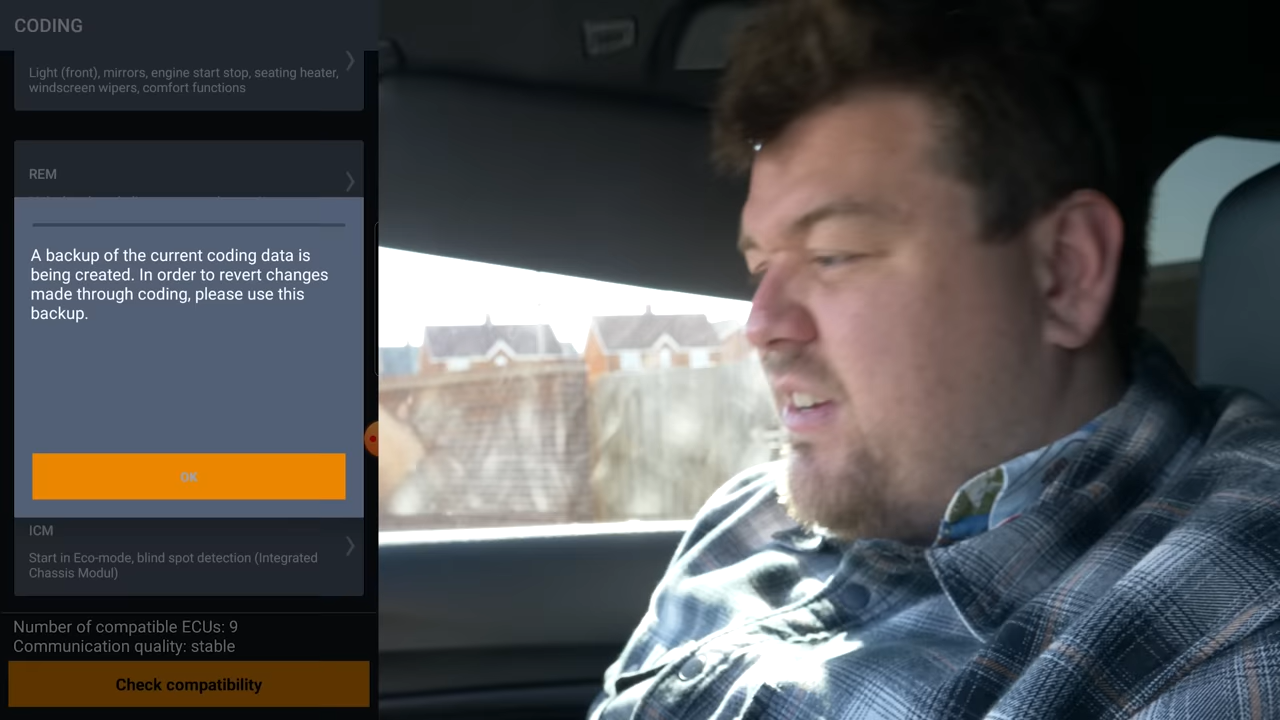 CODING
Light (front), mirrors, engine start stop, seating heater,
windscreen wipers, comfort functions
REM
A backup of the current coding data is
being created. In order to revert changes
made through coding, please use this
backup.
OK
ICM
Start in Eco-mode, blind spot detection (Integrated
Chassis Modul)
Number of compatible ECUs: 9
Communication quality: stable
Check compatibility